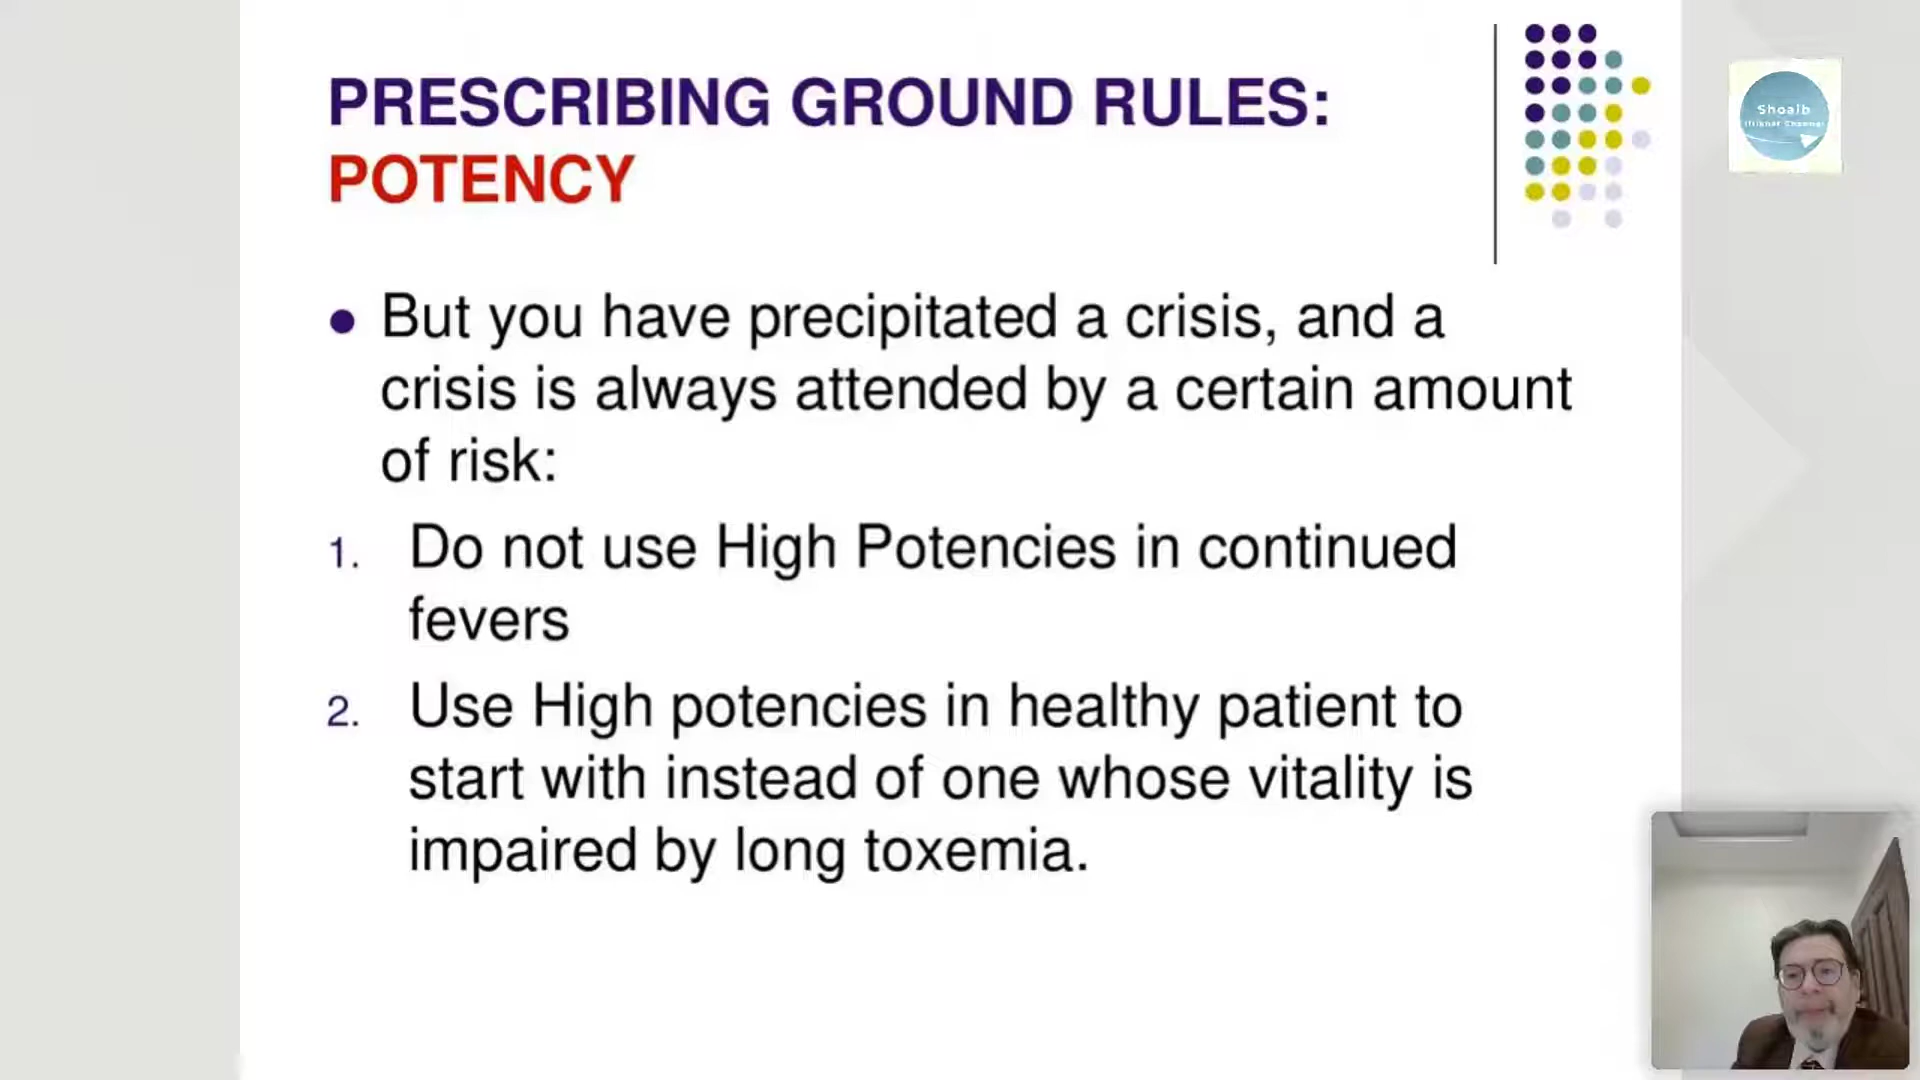 PRESCRIBING GROUND RULES:
POTENCY
Shoaib
• But you have precipitated a crisis, and a
crisis is always attended by a certain amount
of risk:
1. Do not use High Potencies in continued
fevers
2. Use High potencies in healthy patient to
start with instead of one whose vitality is
impaired by long toxemia.